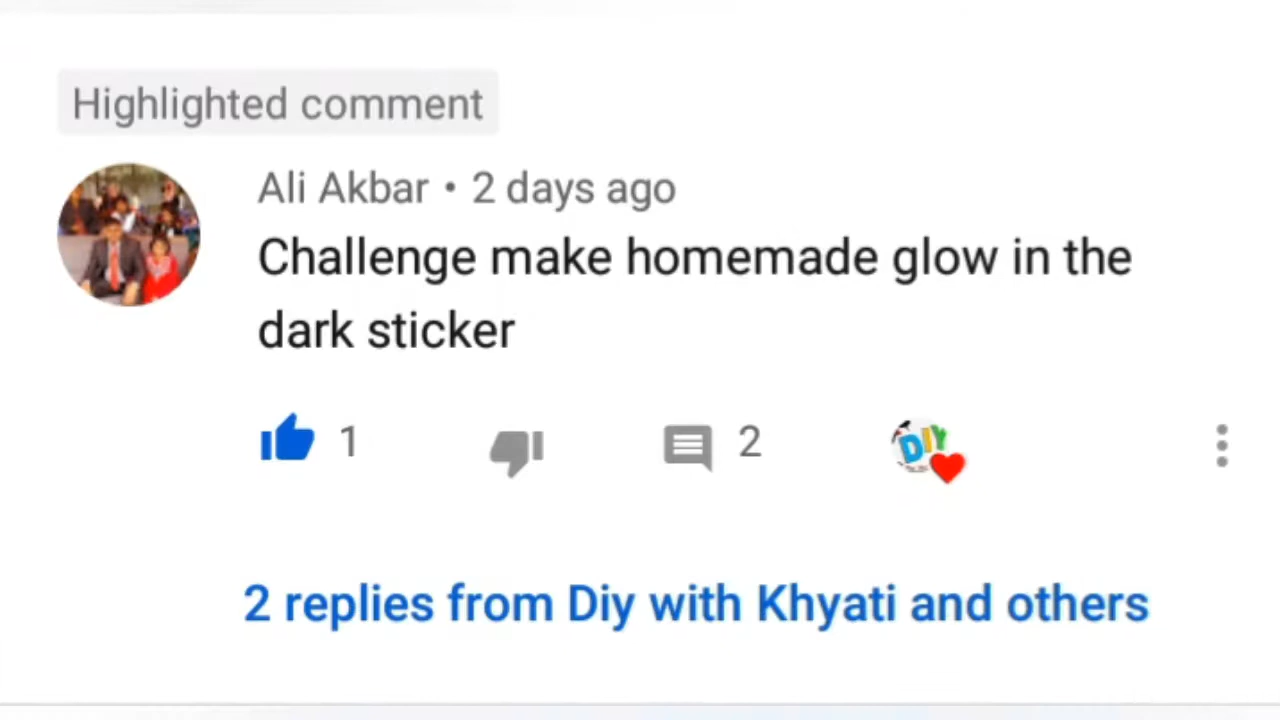 Highlighted comment
Ali Akbar • 2 days ago
Challenge make homemade glow in the
dark sticker
1
2
DIY
2 replies from Diy with Khyati and others